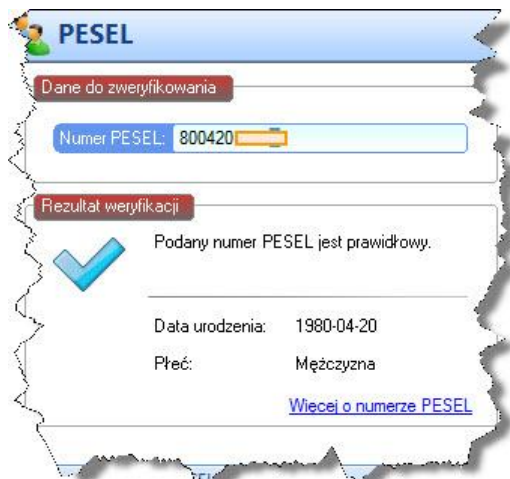 PESEL
Dane do zweryfikowania
Numer PESEL: 800420
Rezultat weryfikacji
Podany numer PESEL jest prawidłowy.
Data urodzenia: 1980-04-20
Płeć: Mężczyzna
Więcej o numerze PESEL